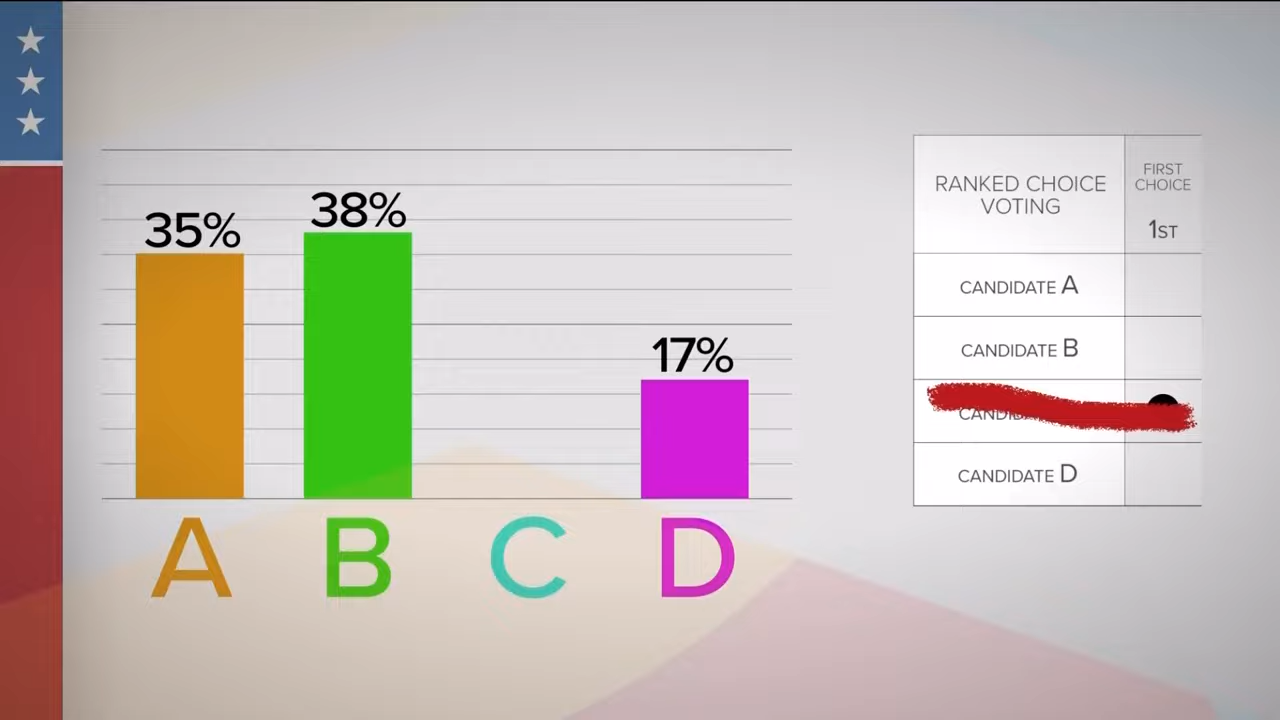 35%
38%
17%
A
B
C
D
RANKED CHOICE
VOTING
FIRST
CHOICE
1ST
CANDIDATE A
CANDIDATE B
CANDIDATE D